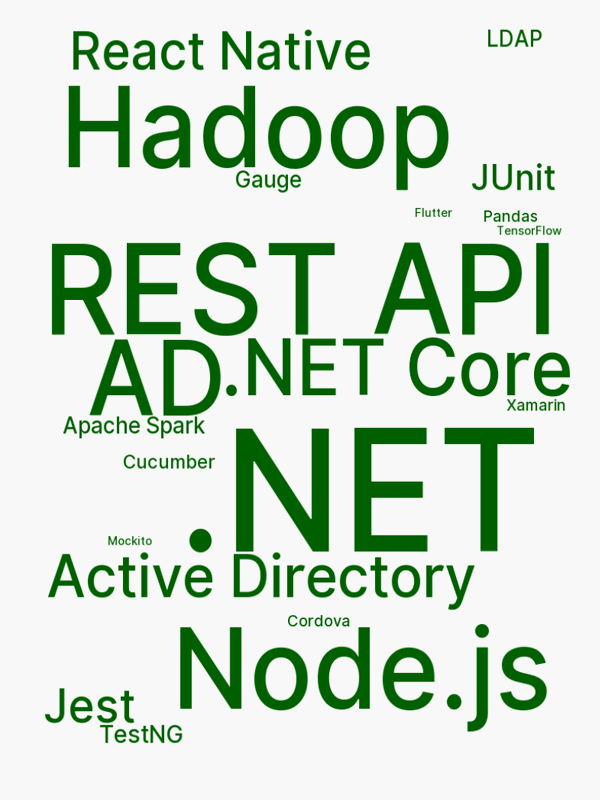 React Native
LDAP
Hadoop
Gauge
JUnit
Flutter
Pandas
TensorFlow
REST API
AD
.NET Core
Xamarin
Apache Spark
.NET
Cucumber
Mockito
Active Directory
Cordova
Node.js
Jest
TestNG